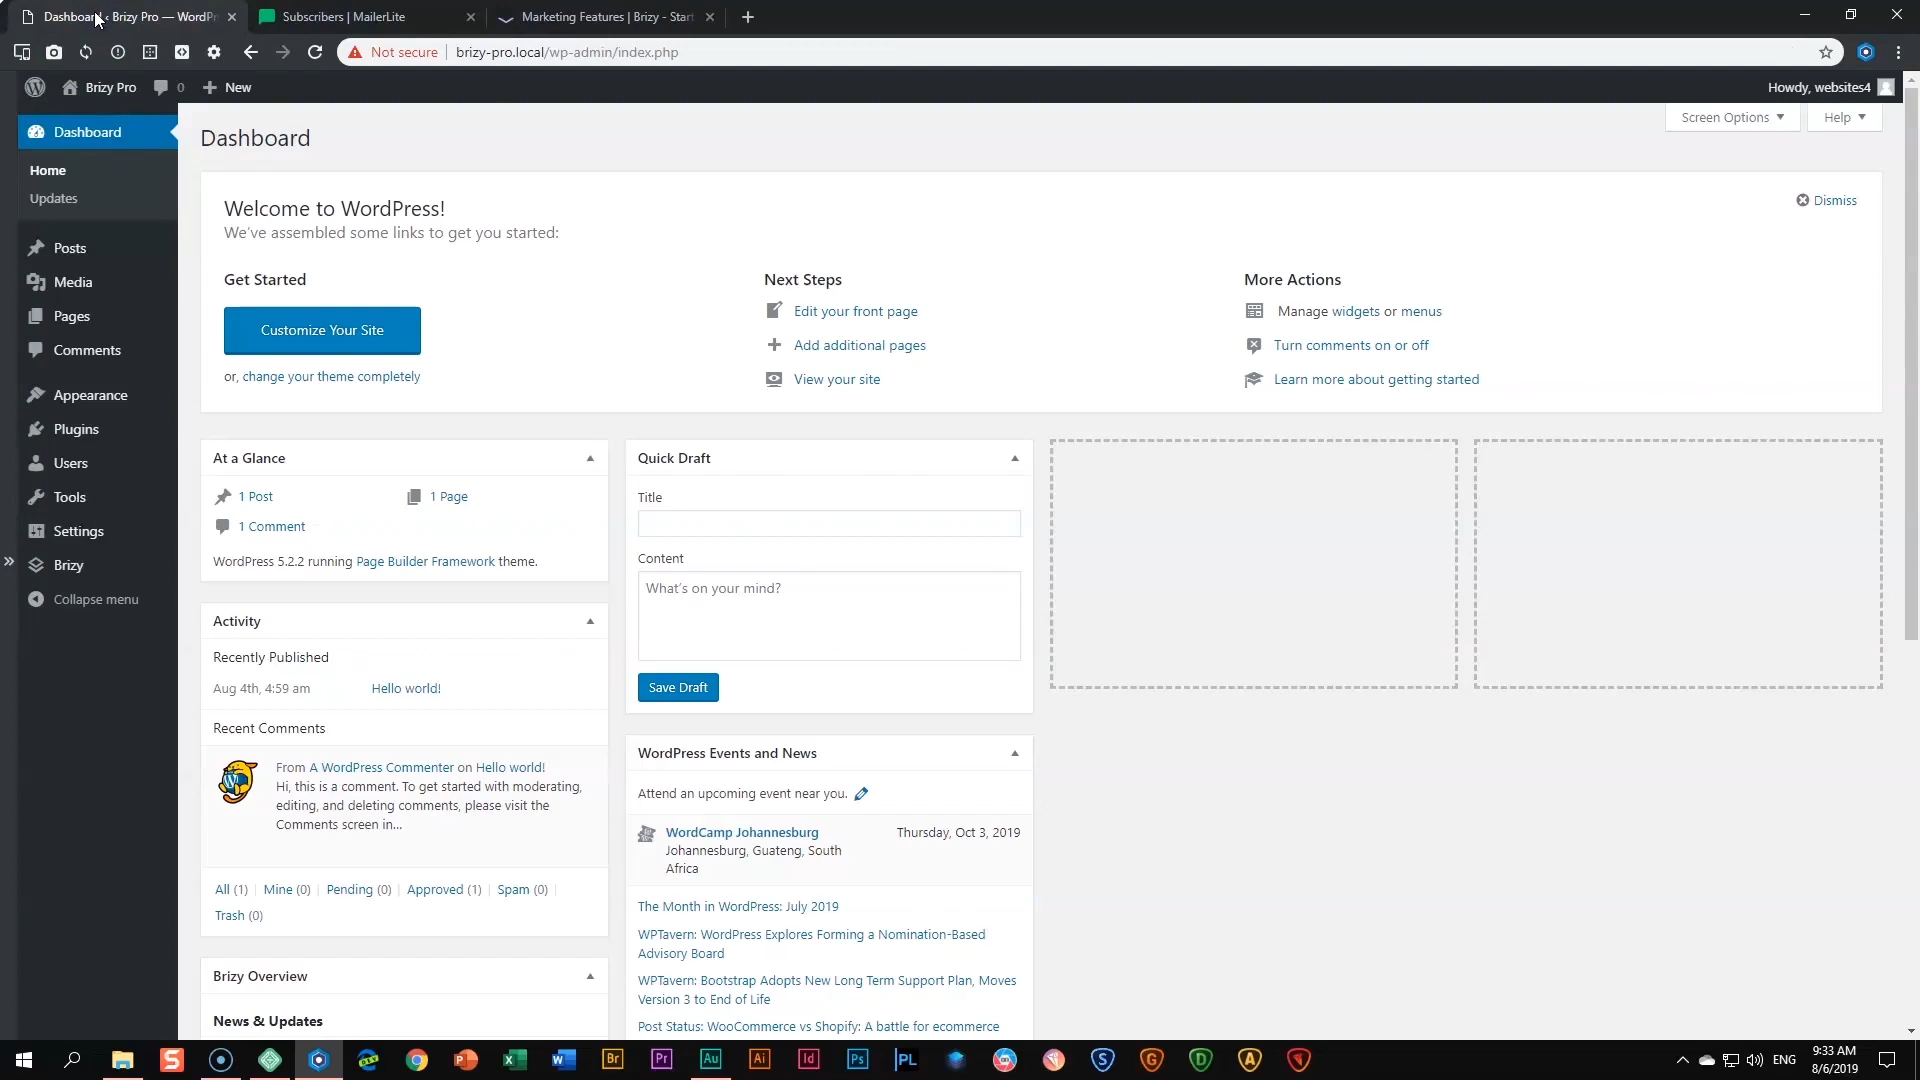 Dashboard ‹ Brizy Pro — WordPr
Subscribers | MailerLite
Marketing Features | Brizy - Start
Not secure
brizy-pro.local/wp-admin/index.php
Brizy Pro
0
New
Howdy, websites4
Dashboard
Home
Updates
Posts
Media
Pages
Comments
Appearance
Plugins
Users
Tools
Settings
Brizy
Collapse menu
Dashboard
Screen Options
Help
Welcome to WordPress!
We've assembled some links to get you started:
Dismiss
Get Started
Customize Your Site
or, change your theme completely
Next Steps
Edit your front page
Add additional pages
View your site
More Actions
Manage widgets or menus
Turn comments on or off
Learn more about getting started
At a Glance
1 Post
1 Page
1 Comment
WordPress 5.2.2 running Page Builder Framework theme.
Activity
Recently Published
Aug 4th, 4:59 am
Hello world!
Recent Comments
From A WordPress Commenter on Hello world!
Hi, this is a comment. To get started with moderating,
editing, and deleting comments, please visit the
Comments screen in...
All (1) | Mine (0) | Pending (0) | Approved (1) | Spam (0) |
Trash (0)
Brizy Overview
News & Updates
Quick Draft
Title
Content
What's on your mind?
Save Draft
WordPress Events and News
Attend an upcoming event near you.
WordCamp Johannesburg
Thursday, Oct 3, 2019
Johannesburg, Guateng, South
Africa
The Month in WordPress: July 2019
WPTavern: WordPress Explores Forming a Nomination-Based
Advisory Board
WPTavern: Bootstrap Adopts New Long Term Support Plan, Moves
Version 3 to End of Life
Post Status: WooCommerce vs Shopify: A battle for ecommerce
Br
Pr
Au
Ai
Id
Ps
PL
S
G
D
A
ENG
9:33 AM
8/6/2019